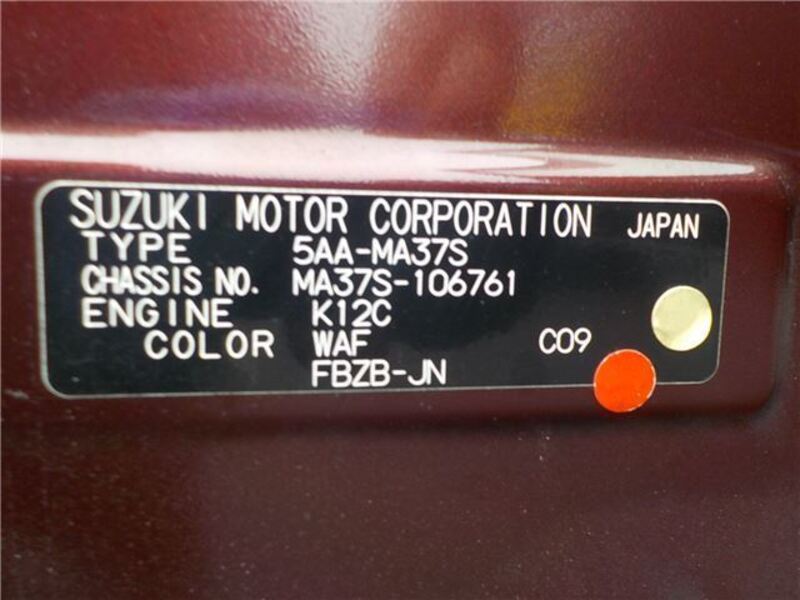 SUZUKI MOTOR CORPORATION JAPAN
TYPE 5AA-MA37S
CHASSIS NO. MA37S-106761
ENGINE K12C
COLOR WAF C09
FBZB-JN